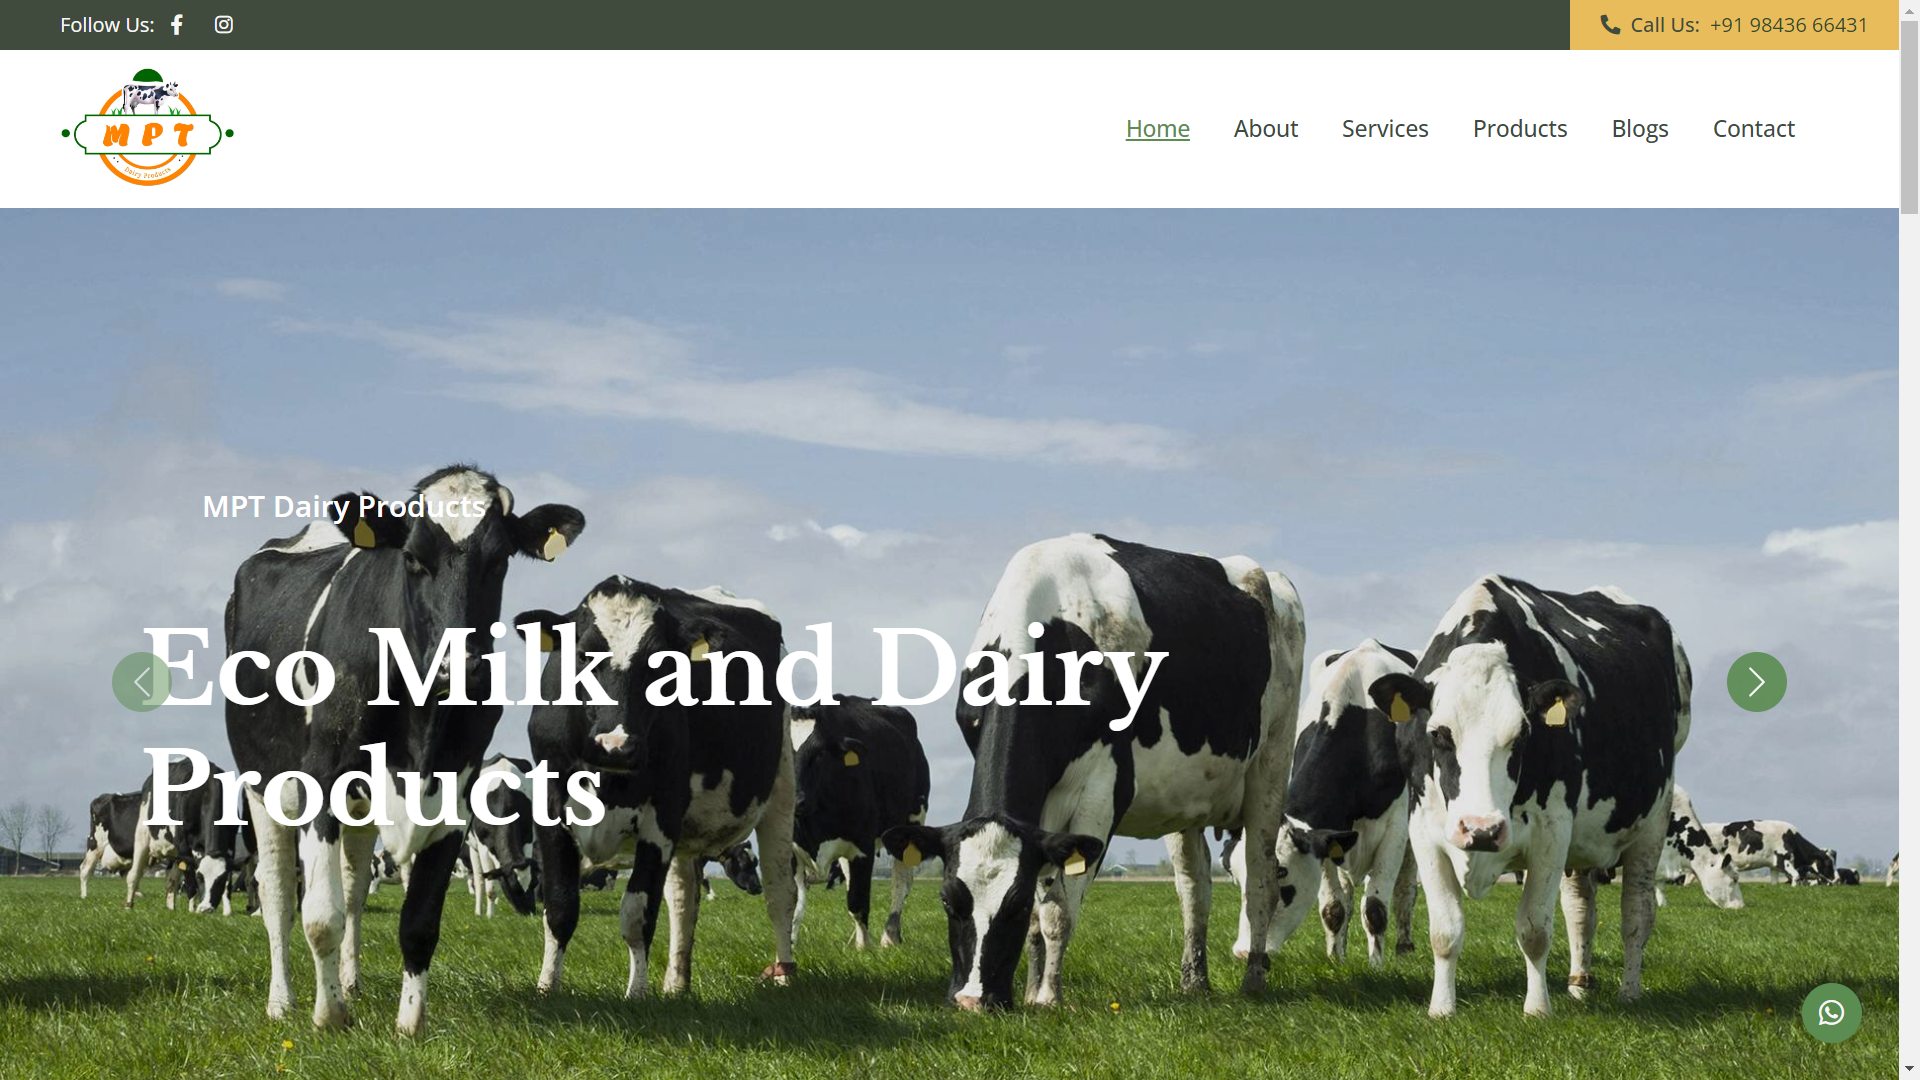 Follow Us:
Call Us: +91 98436 66431
M P T
Dairy Products
Home About Services Products Blogs Contact
MPT Dairy Products
Eco Milk and Dairy
Products